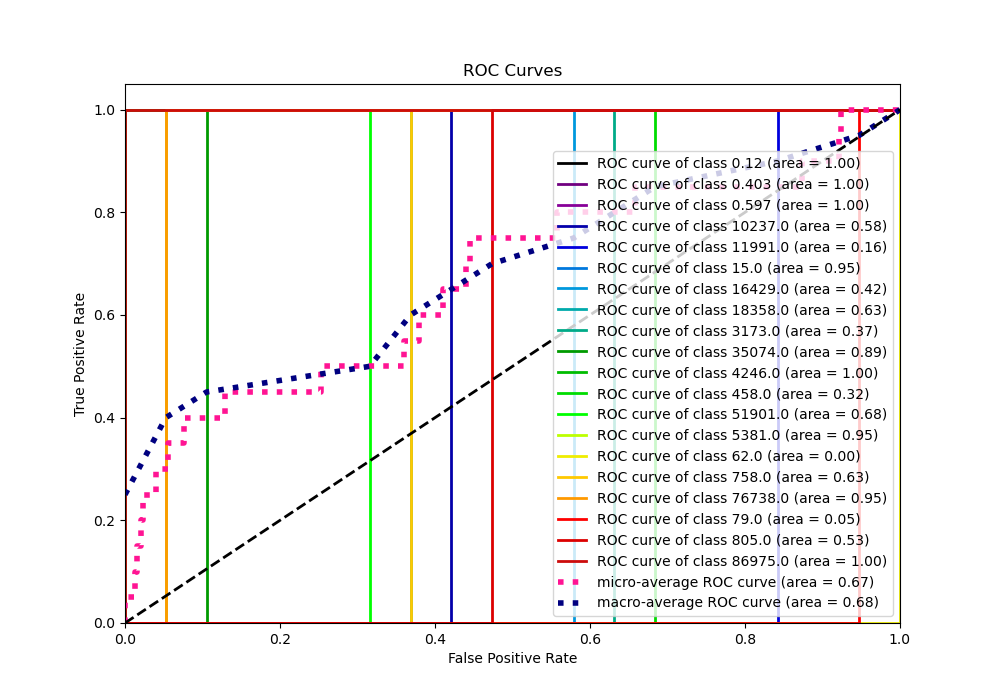 ROC Curves
True Positive Rate
1.0
0.8
0.6
0.4
0.2
0.0
ROC curve of class 0.12 (area = 1.00)
ROC curve of class 0.403 (area = 1.00)
ROC curve of class 0.597 (area = 1.00)
ROC curve of class 10237.0 (area = 0.58)
ROC curve of class 11991.0 (area = 0.16)
ROC curve of class 15.0 (area = 0.95)
ROC curve of class 16429.0 (area = 0.42)
ROC curve of class 18358.0 (area = 0.63)
ROC curve of class 3173.0 (area = 0.37)
ROC curve of class 35074.0 (area = 0.89)
ROC curve of class 4246.0 (area = 1.00)
ROC curve of class 458.0 (area = 0.32)
ROC curve of class 51901.0 (area = 0.68)
ROC curve of class 5381.0 (area = 0.95)
ROC curve of class 62.0 (area = 0.00)
ROC curve of class 758.0 (area = 0.63)
ROC curve of class 76738.0 (area = 0.95)
ROC curve of class 79.0 (area = 0.05)
ROC curve of class 805.0 (area = 0.53)
ROC curve of class 86975.0 (area = 1.00)
micro-average ROC curve (area = 0.67)
macro-average ROC curve (area = 0.68)
0.0 0.2 0.4 0.6 0.8 1.0
False Positive Rate